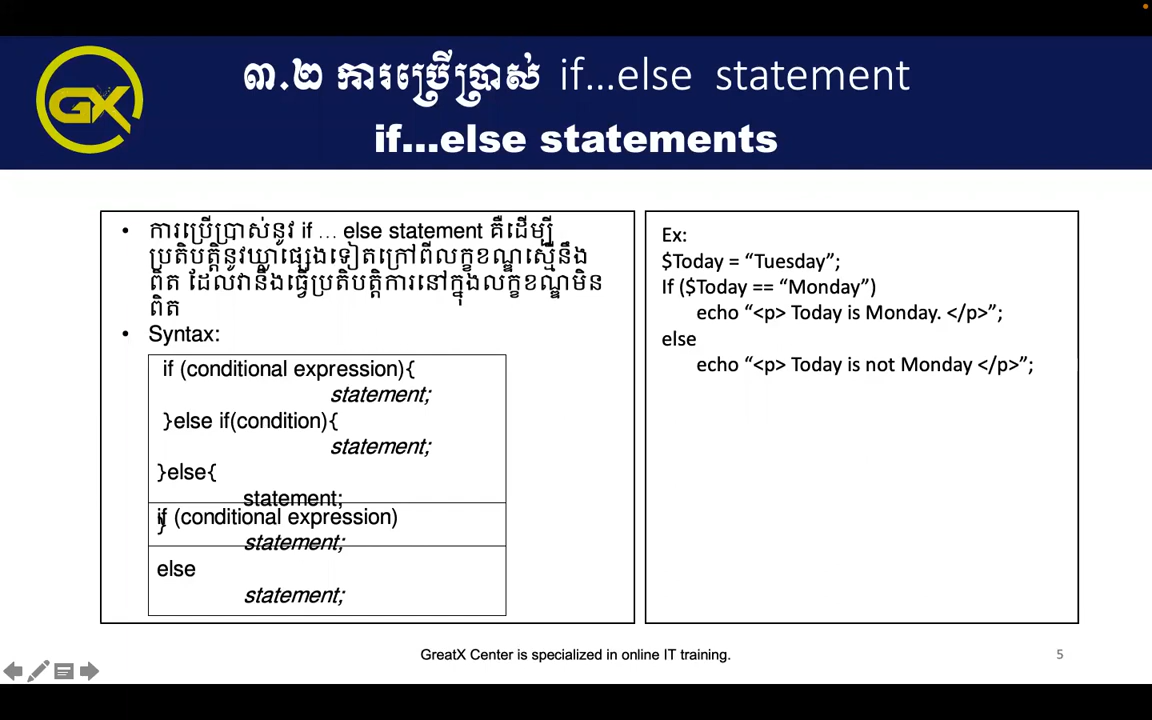 GX
៣.២ ការប្រើប្រាស់ if...else statement
if...else statements
• ការប្រើប្រាស់នូវ if … else statement គឺដើម្បី
ប្រតិបត្តិនូវឃ្លាផ្សេងទៀតក្រៅពីលក្ខខណ្ឌស្មើនឹង
ពិត ដែលវានឹងធ្វើប្រតិបត្តិការនៅក្នុងលក្ខខណ្ឌមិន
ពិត
• Syntax:
if (conditional expression){
statement;
}else if(condition){
statement;
}else{
statement;
}
if (conditional expression)
statement;
else
statement;
Ex:
$Today = “Tuesday”;
If ($Today == “Monday”)
echo “<p> Today is Monday. </p>”;
else
echo “<p> Today is not Monday </p>”;
GreatX Center is specialized in online IT training.
5